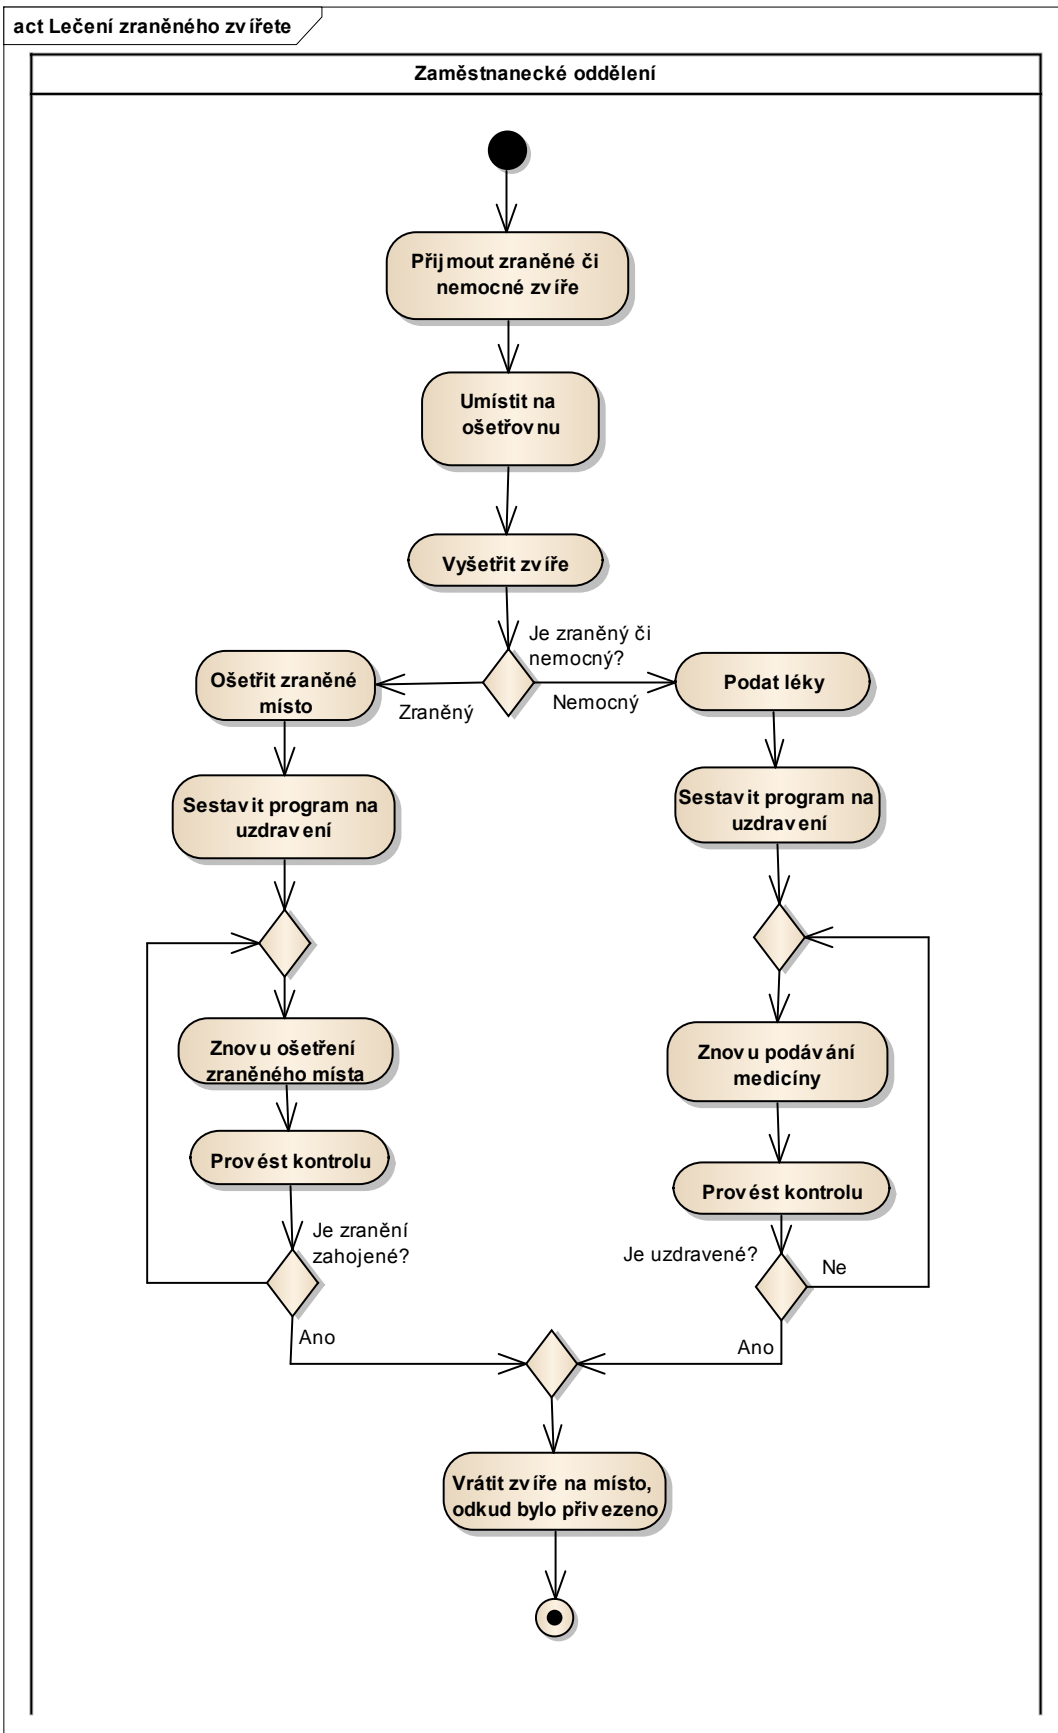 act Lečení zraněného zvířete
Zaměstnanecké oddělení
Přijmout zraněné či
nemocné zvíře
Umístit na
ošetřovnu
Vyšetřit zvíře
Je zraněný či
nemocný?
Ošetřit zraněné
místo
Zraněný
Nemocný
Podat léky
Sestavit program na
uzdravení
Sestavit program na
uzdravení
Znovu ošetření
zraněného místa
Znovu podávání
medicíny
Provést kontrolu
Provést kontrolu
Je zranění
zahojené?
Je uzdravené?
Ne
Ano
Ano
Vrátit zvíře na místo,
odkud bylo přivezeno